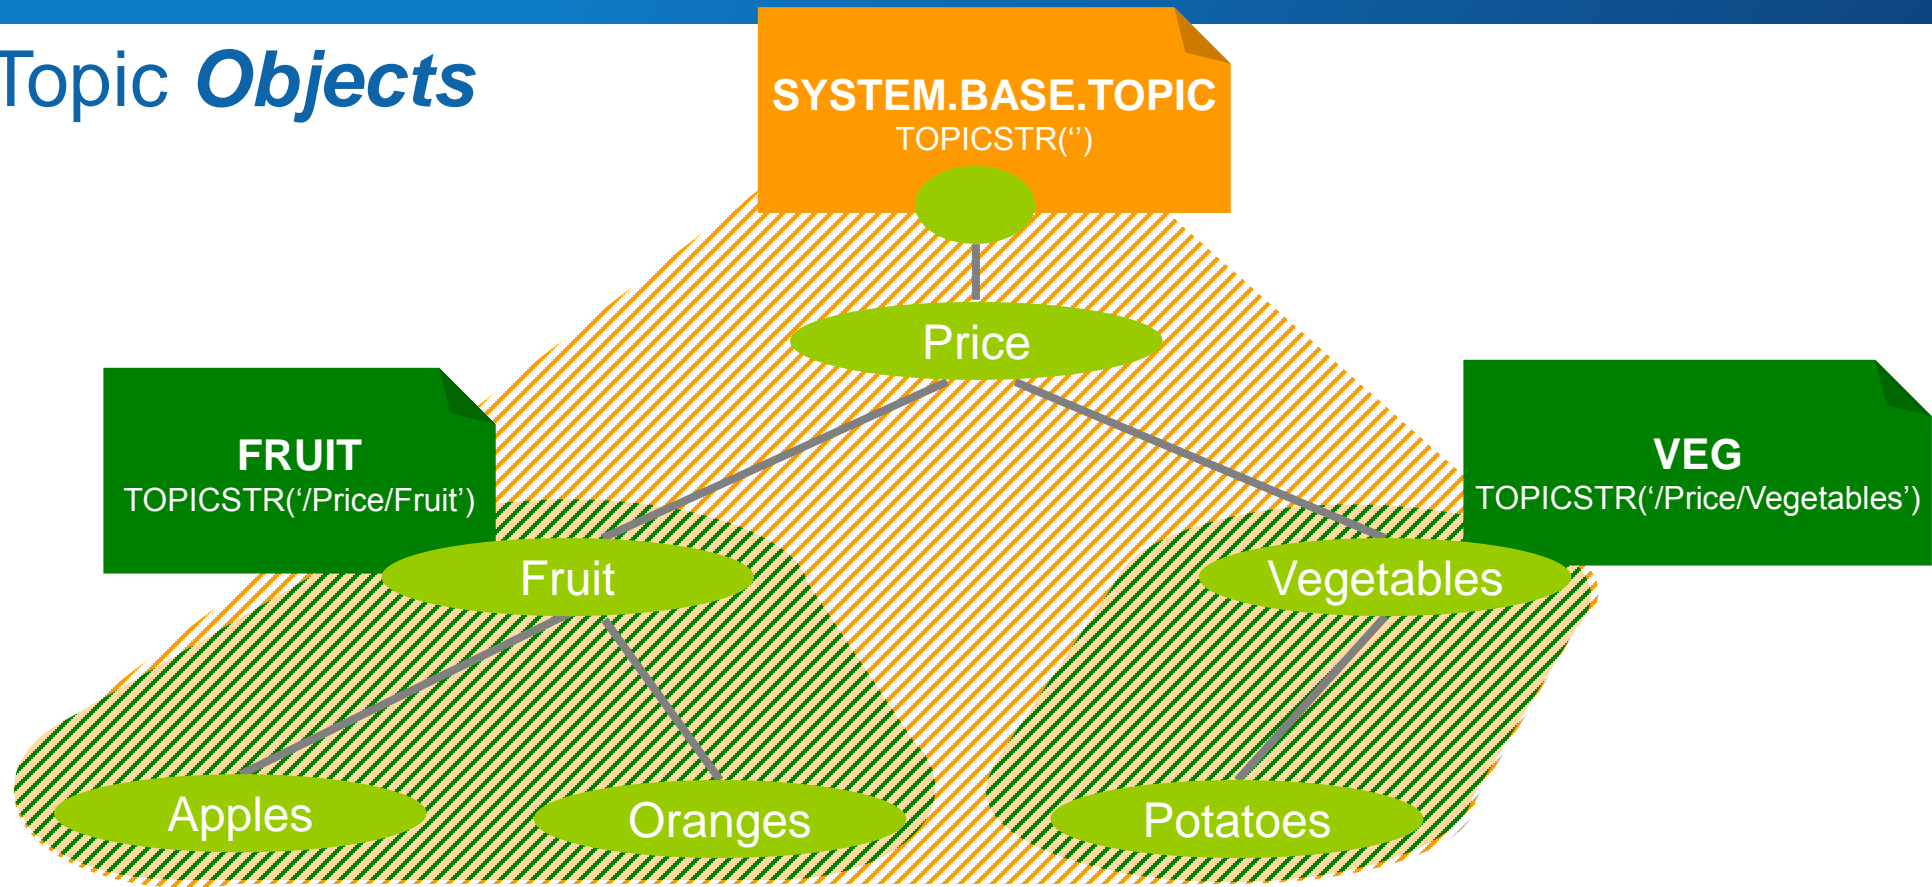 Topic Objects
SYSTEM.BASE.TOPIC
TOPICSTR(‘’)
Price
FRUIT
TOPICSTR(‘/Price/Fruit’)
VEG
TOPICSTR(‘/Price/Vegetables’)
Fruit
Vegetables
Apples
Oranges
Potatoes